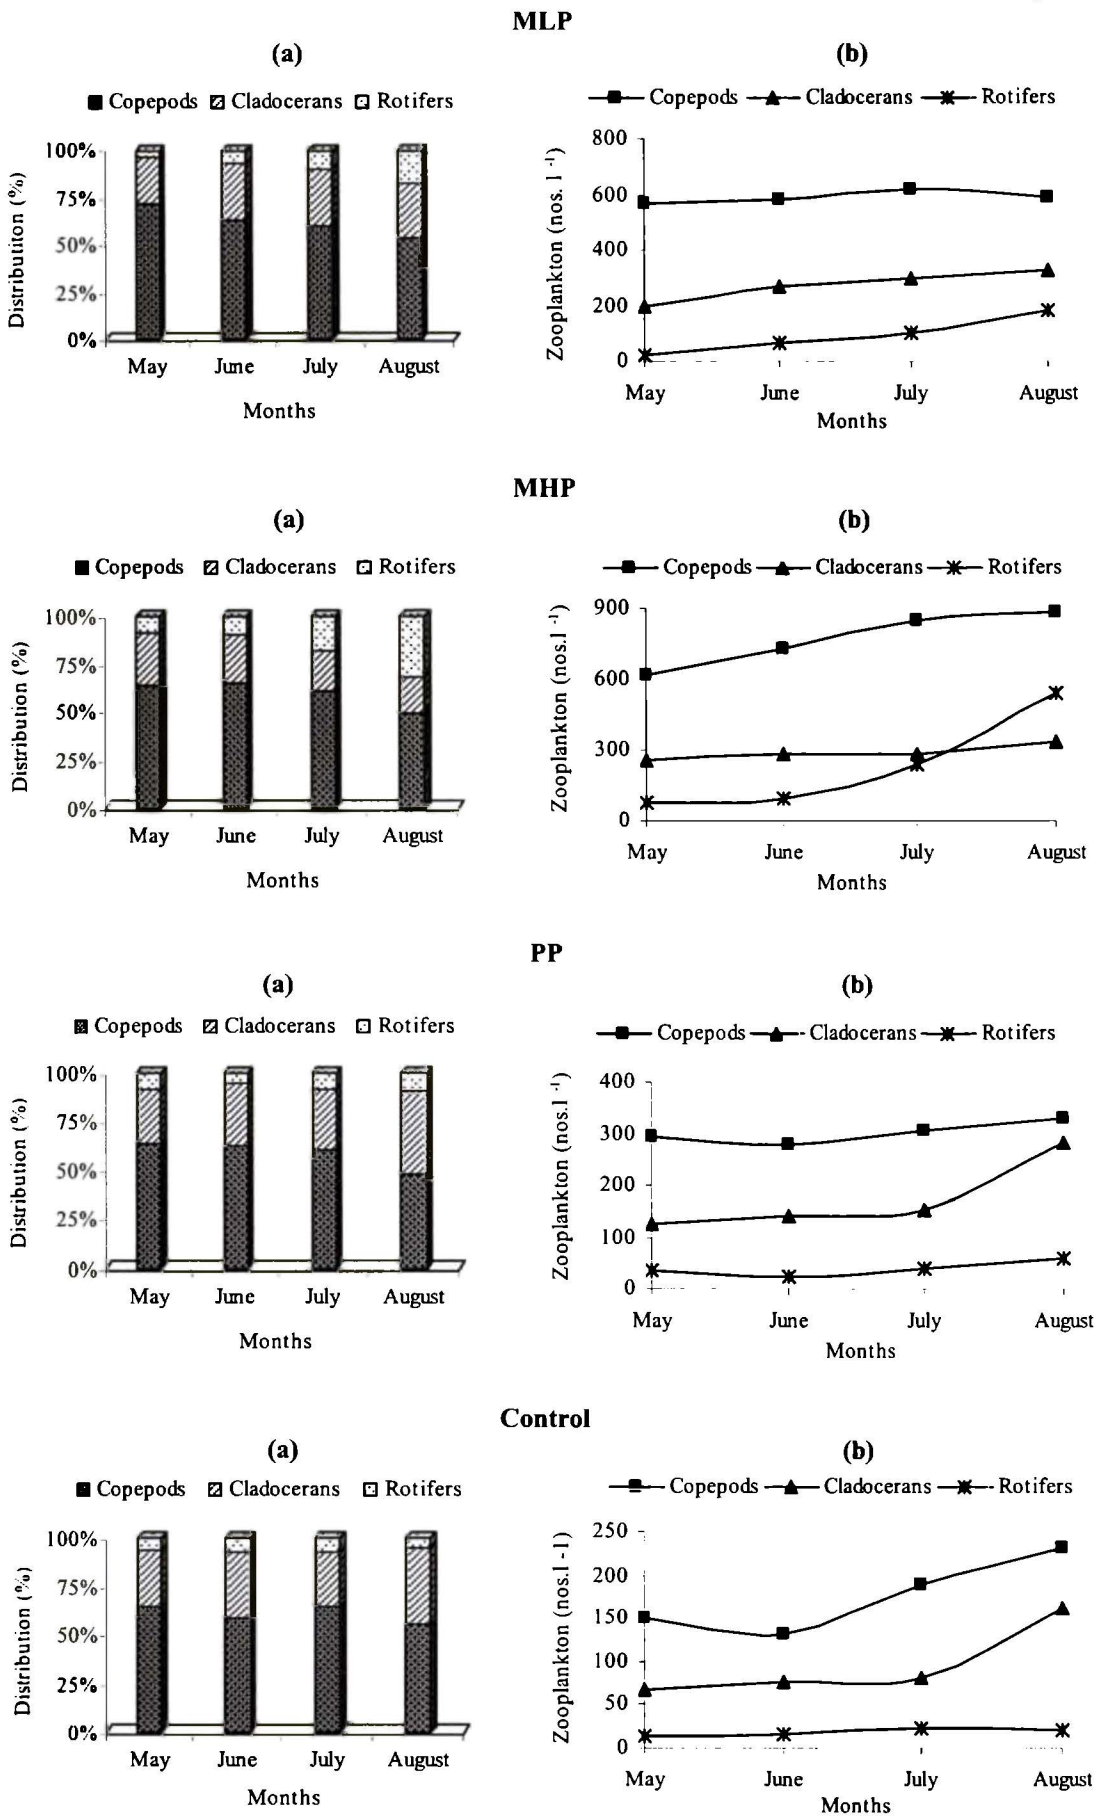 MLP
(a)
Copepods Cladocerans Rotifers
100%
75%
50%
25%
0%
Distributiton (%)
May June July August
Months
(b)
Copepods Cladocerans Rotifers
800
600
400
200
0
Zooplankton (nos. l -1)
May June July August
Months
MHP
(a)
Copepods Cladocerans Rotifers
100%
75%
50%
25%
0%
Distribution (%)
May June July August
Months
(b)
Copepods Cladocerans Rotifers
900
600
300
0
Zooplankton (nos.l -1)
May June July August
Months
PP
(a)
Copepods Cladocerans Rotifers
100%
75%
50%
25%
0%
Distribution (%)
May June July August
Months
(b)
Copepods Cladocerans Rotifers
400
300
200
100
0
Zooplankton (nos.l -1)
May June July August
Months
Control
(a)
Copepods Cladocerans Rotifers
100%
75%
50%
25%
0%
Distribution (%)
May June July August
Months
(b)
Copepods Cladocerans Rotifers
250
200
150
100
50
0
Zooplankton (nos.l -1)
May June July August
Months